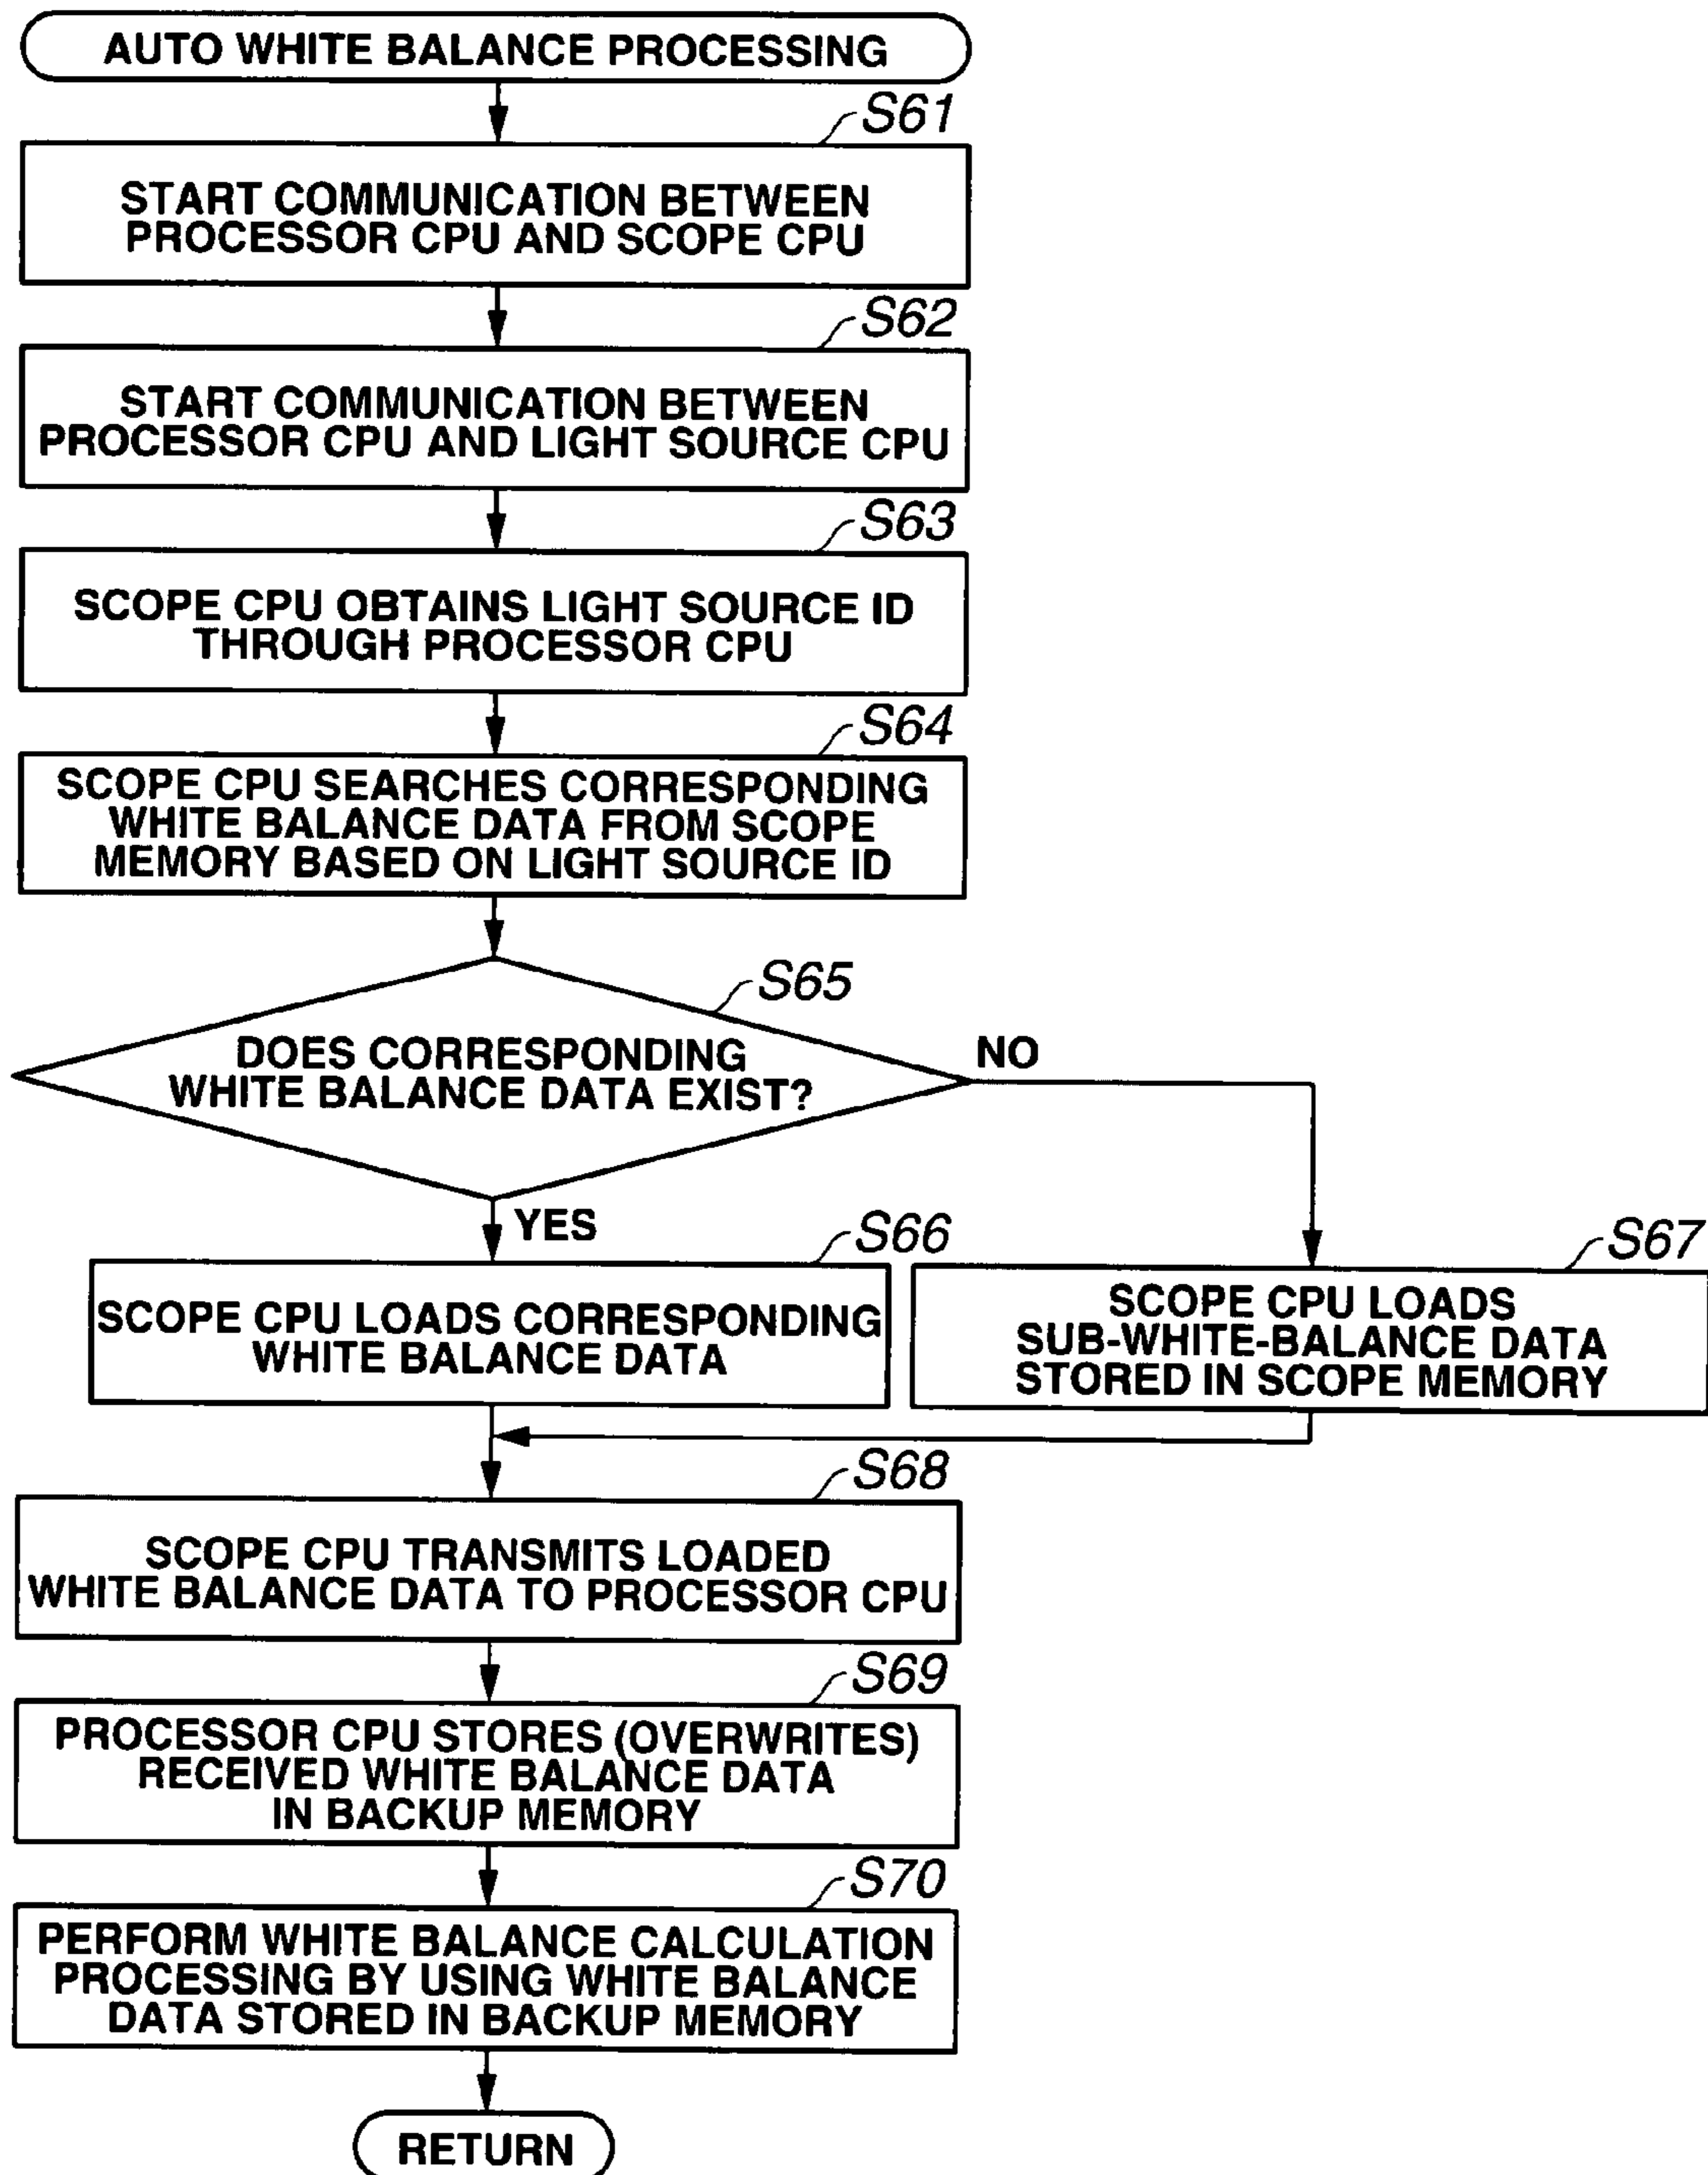 AUTO WHITE BALANCE PROCESSING
S61
START COMMUNICATION BETWEEN
PROCESSOR CPU AND SCOPE CPU
S62
START COMMUNICATION BETWEEN
PROCESSOR CPU AND LIGHT SOURCE CPU
S63
SCOPE CPU OBTAINS LIGHT SOURCE ID
THROUGH PROCESSOR CPU
S64
SCOPE CPU SEARCHES CORRESPONDING
WHITE BALANCE DATA FROM SCOPE
MEMORY BASED ON LIGHT SOURCE ID
S65
DOES CORRESPONDING
WHITE BALANCE DATA EXIST?
NO
YES
S66
SCOPE CPU LOADS CORRESPONDING
WHITE BALANCE DATA
S67
SCOPE CPU LOADS
SUB-WHITE-BALANCE DATA
STORED IN SCOPE MEMORY
S68
SCOPE CPU TRANSMITS LOADED
WHITE BALANCE DATA TO PROCESSOR CPU
S69
PROCESSOR CPU STORES (OVERWRITES)
RECEIVED WHITE BALANCE DATA
IN BACKUP MEMORY
S70
PERFORM WHITE BALANCE CALCULATION
PROCESSING BY USING WHITE BALANCE
DATA STORED IN BACKUP MEMORY
RETURN